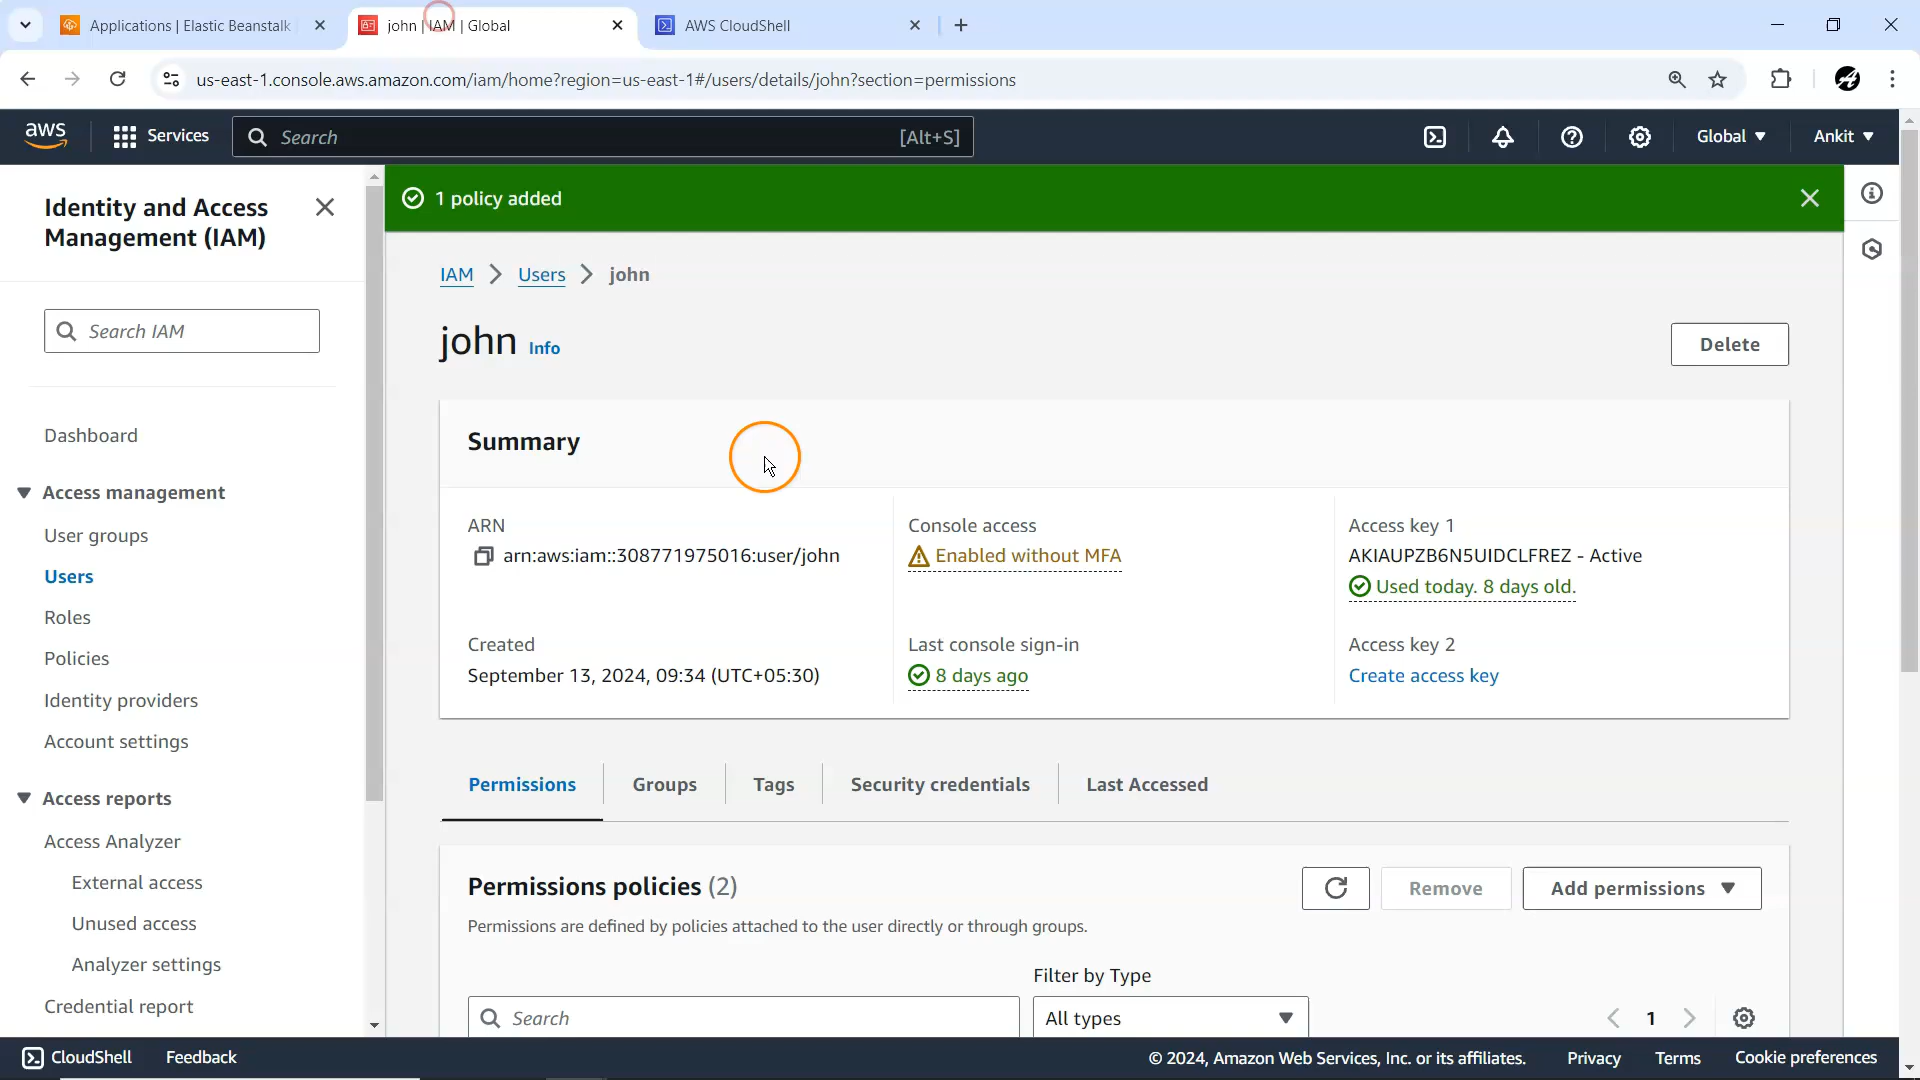 Applications | Elastic Beanstalk
john | IAM | Global
AWS CloudShell
us-east-1.console.aws.amazon.com/iam/home?region=us-east-1#/users/details/john?section=permissions
aws
Services
Search
[Alt+S]
Global
Ankit
Identity and Access
Management (IAM)
Search IAM
Dashboard
Access management
User groups
Users
Roles
Policies
Identity providers
Account settings
Access reports
Access Analyzer
External access
Unused access
Analyzer settings
Credential report
1 policy added
IAM
Users
john
john
Info
Delete
Summary
ARN
arn:aws:iam::308771975016:user/john
Console access
Enabled without MFA
Access key 1
AKIAUPZB6N5UIDCLFREZ - Active
Used today. 8 days old.
Created
September 13, 2024, 09:34 (UTC+05:30)
Last console sign-in
8 days ago
Access key 2
Create access key
Permissions
Groups
Tags
Security credentials
Last Accessed
Permissions policies (2)
Remove
Add permissions
Permissions are defined by policies attached to the user directly or through groups.
Filter by Type
Search
All types
1
CloudShell
Feedback
© 2024, Amazon Web Services, Inc. or its affiliates.
Privacy
Terms
Cookie preferences